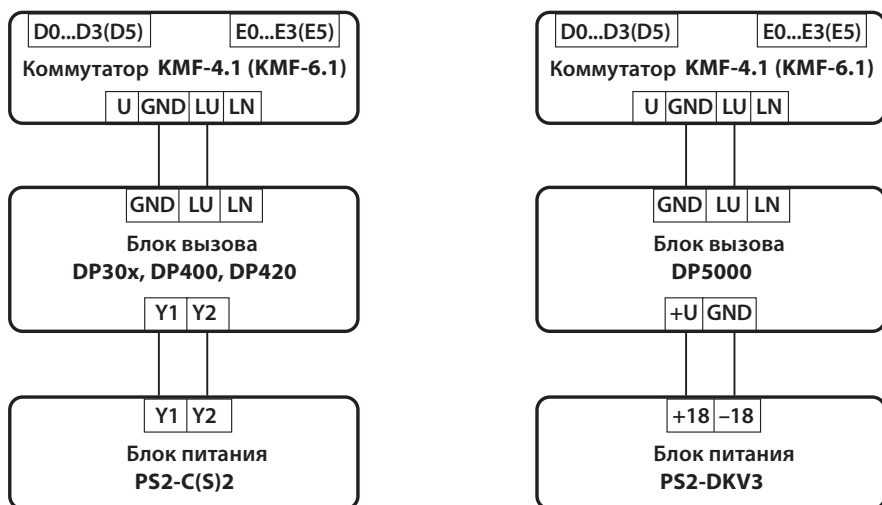 D0...D3(D5) E0...E3(E5)
Коммутатор KMF-4.1 (KMF-6.1)
U GND LU LN
GND LU LN
Блок вызова
DP30x, DP400, DP420
Y1 Y2
Y1 Y2
Блок питания
PS2-C(S)2
D0...D3(D5) E0...E3(E5)
Коммутатор KMF-4.1 (KMF-6.1)
U GND LU LN
GND LU LN
Блок вызова
DP5000
+U GND
+18 –18
Блок питания
PS2-DKV3